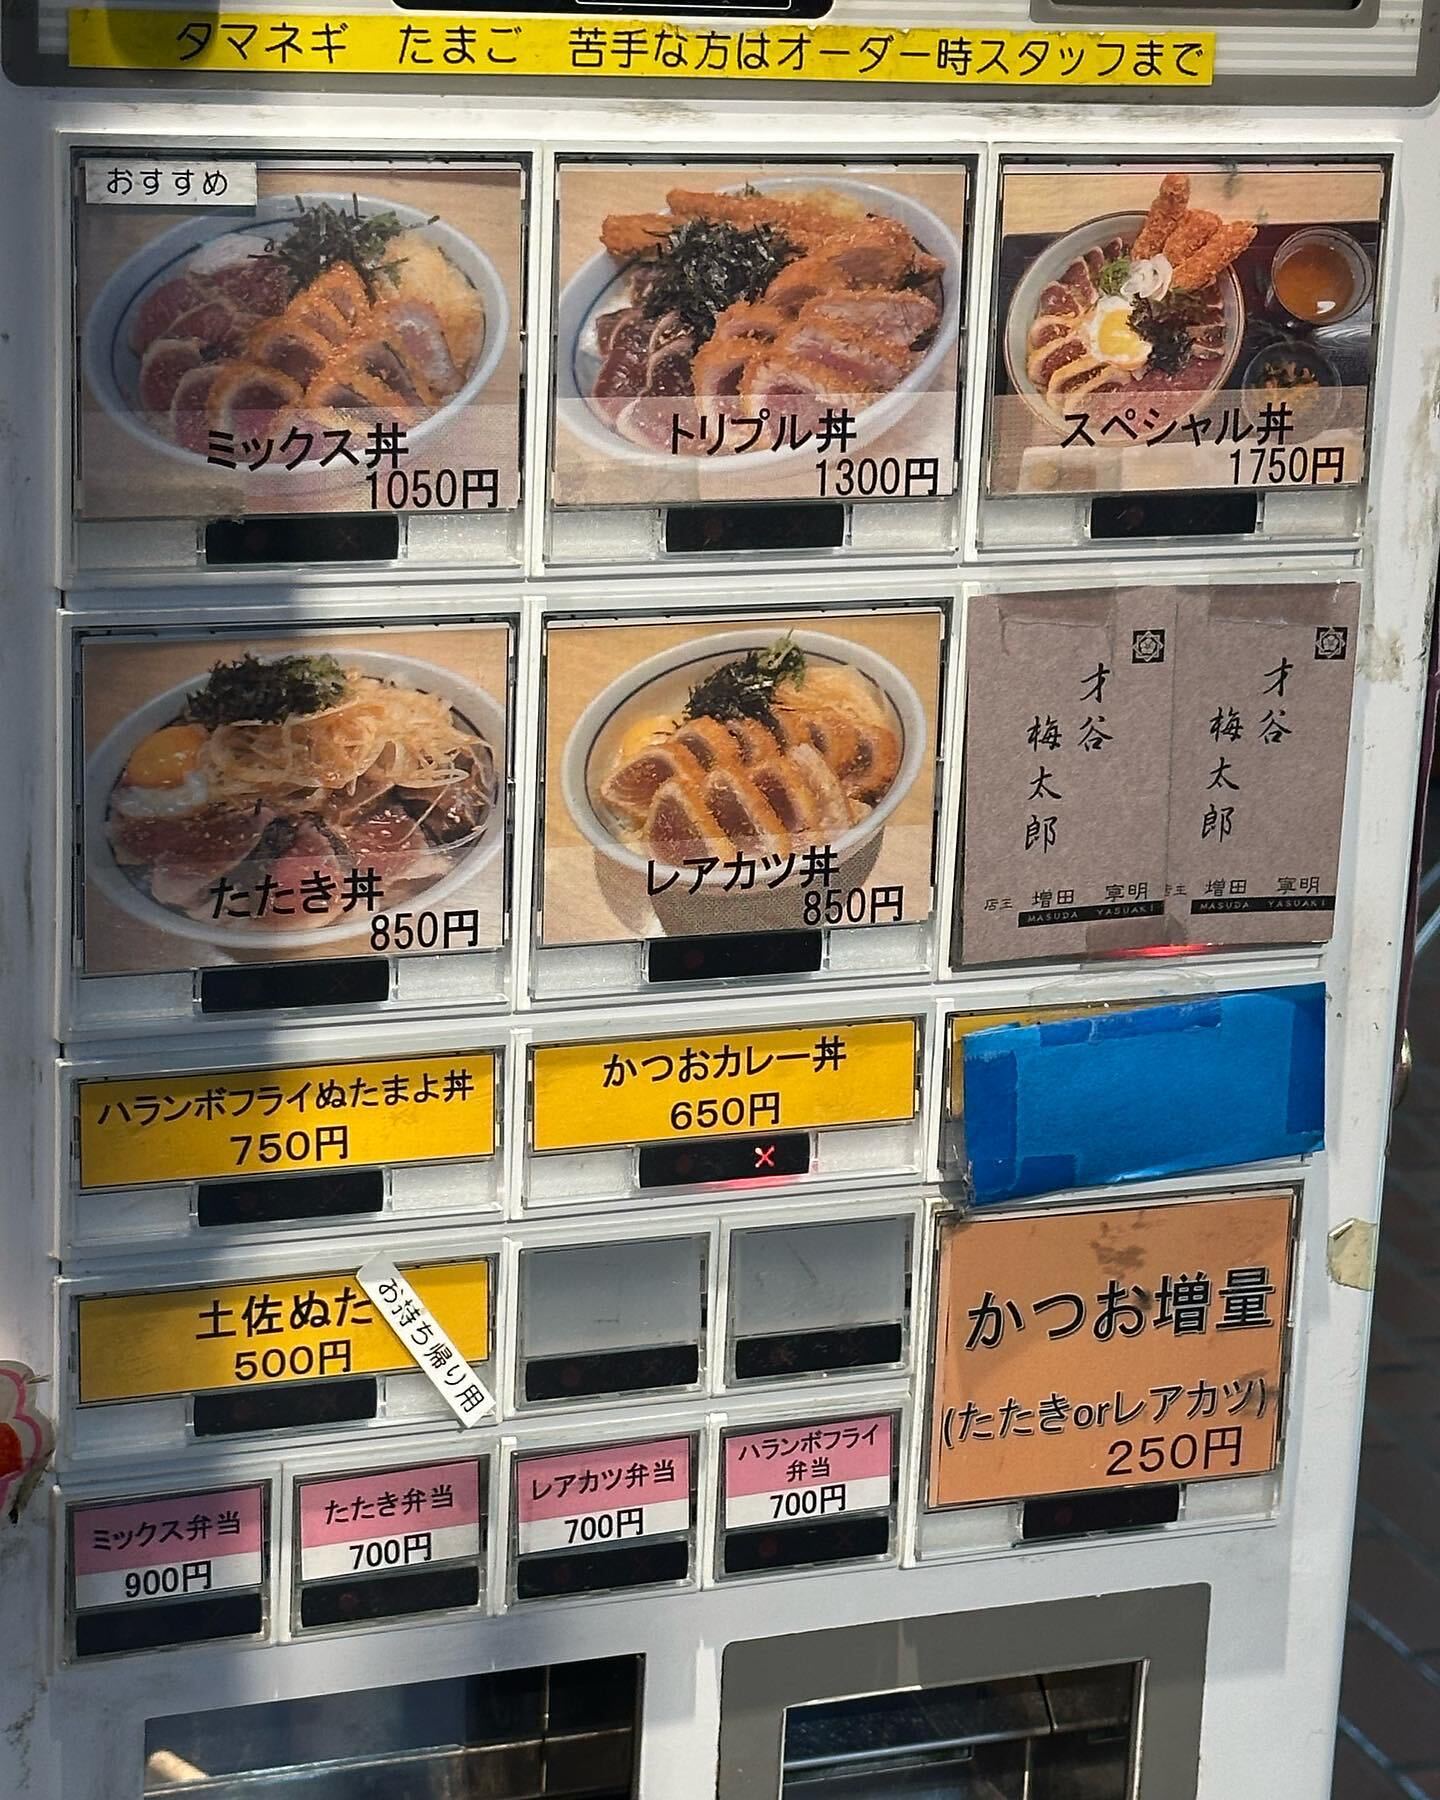 タマネギ　たまご　苦手な方はオーダー時スタッフまで
おすすめ
ミックス丼
1050円
トリプル丼
1300円
スペシャル丼
1750円
たたき丼
850円
レアカツ丼
850円
才谷
梅太郎
店主 増田 寧明
MASUDA YASUAKI
才谷
梅太郎
店主 増田 寧明
MASUDA YASUAKI
ハランボフライぬたまよ丼
750円
かつおカレー丼
650円
×
土佐ぬた
500円
お持ち帰り用
かつお増量
(たたきorレアカツ)
250円
ミックス弁当
900円
たたき弁当
700円
レアカツ弁当
700円
ハランボフライ
弁当
700円